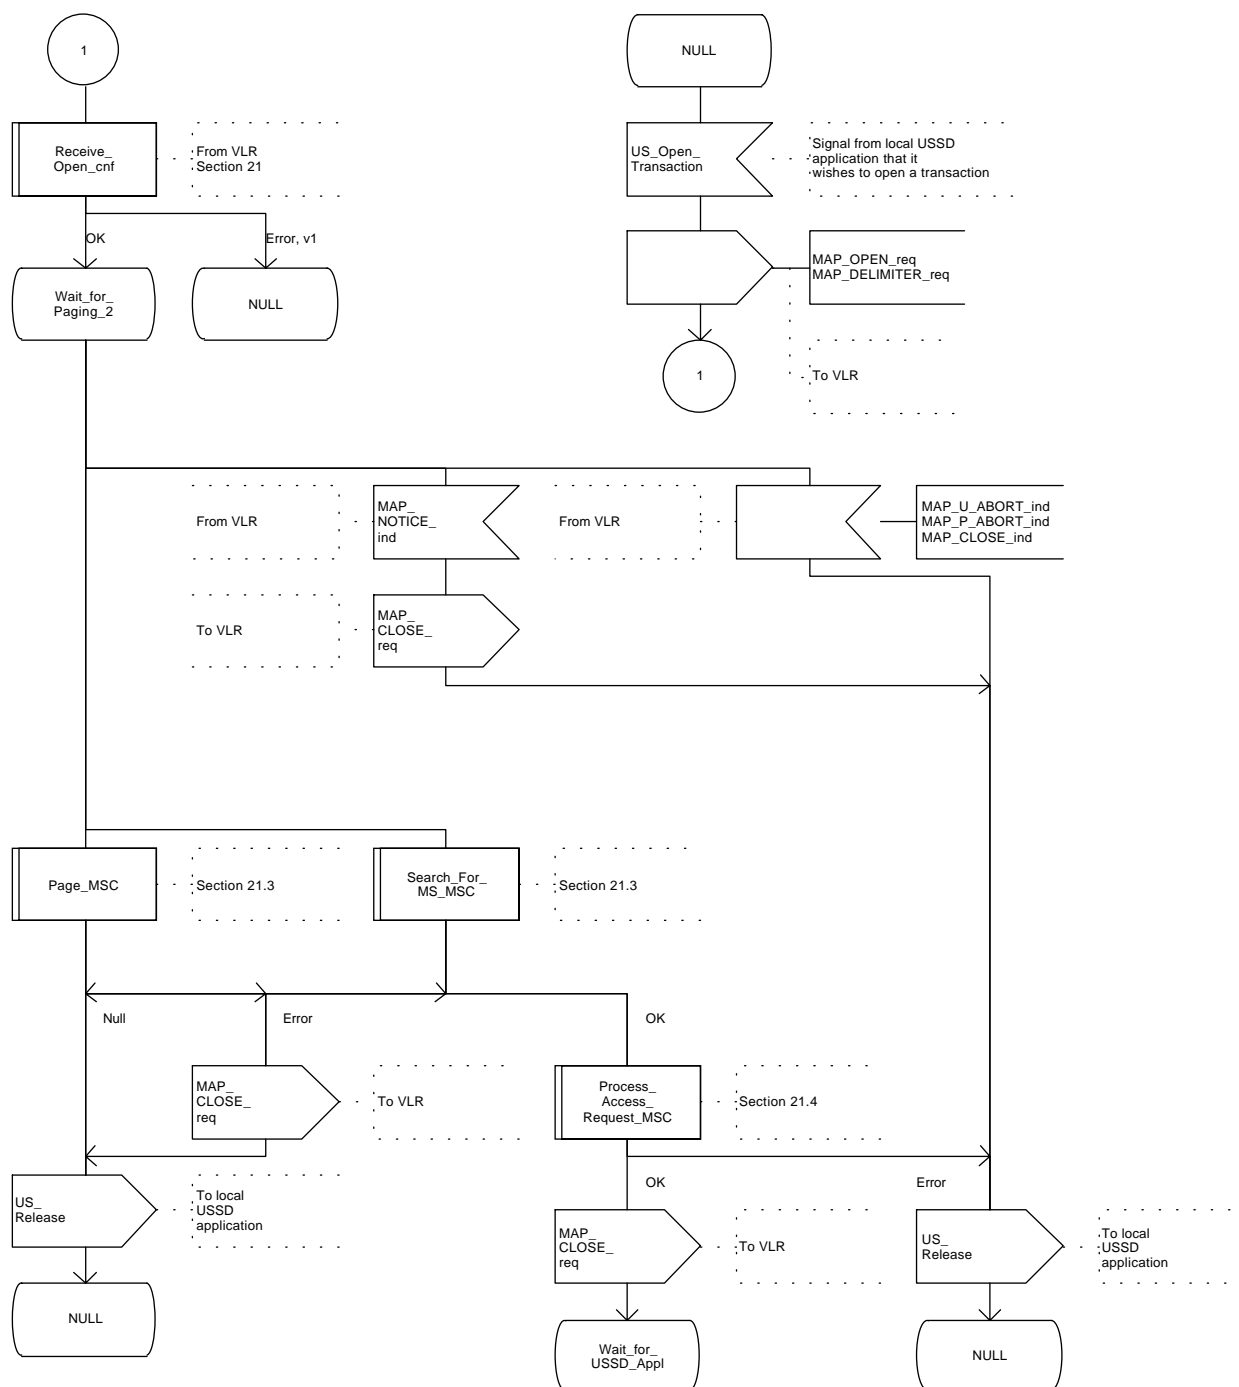 1
NULL
Receive_
Open_cnf
From VLR
Section 21
US_Open_
Transaction
Signal from local USSD
application that it
wishes to open a transaction
OK
Error, v1
MAP_OPEN_req
MAP_DELIMITER_req
Wait_for_
Paging_2
NULL
1
To VLR
From VLR
MAP_
NOTICE_
ind
From VLR
MAP_U_ABORT_ind
MAP_P_ABORT_ind
MAP_CLOSE_ind
To VLR
MAP_
CLOSE_
req
Page_MSC
Section 21.3
Search_For_
MS_MSC
Section 21.3
Null
Error
OK
MAP_
CLOSE_
req
To VLR
Process_
Access_
Request_MSC
Section 21.4
OK
Error
US_
Release
To local
USSD
application
MAP_
CLOSE_
req
To VLR
US_
Release
To local
USSD
application
NULL
Wait_for_
USSD_Appl
NULL